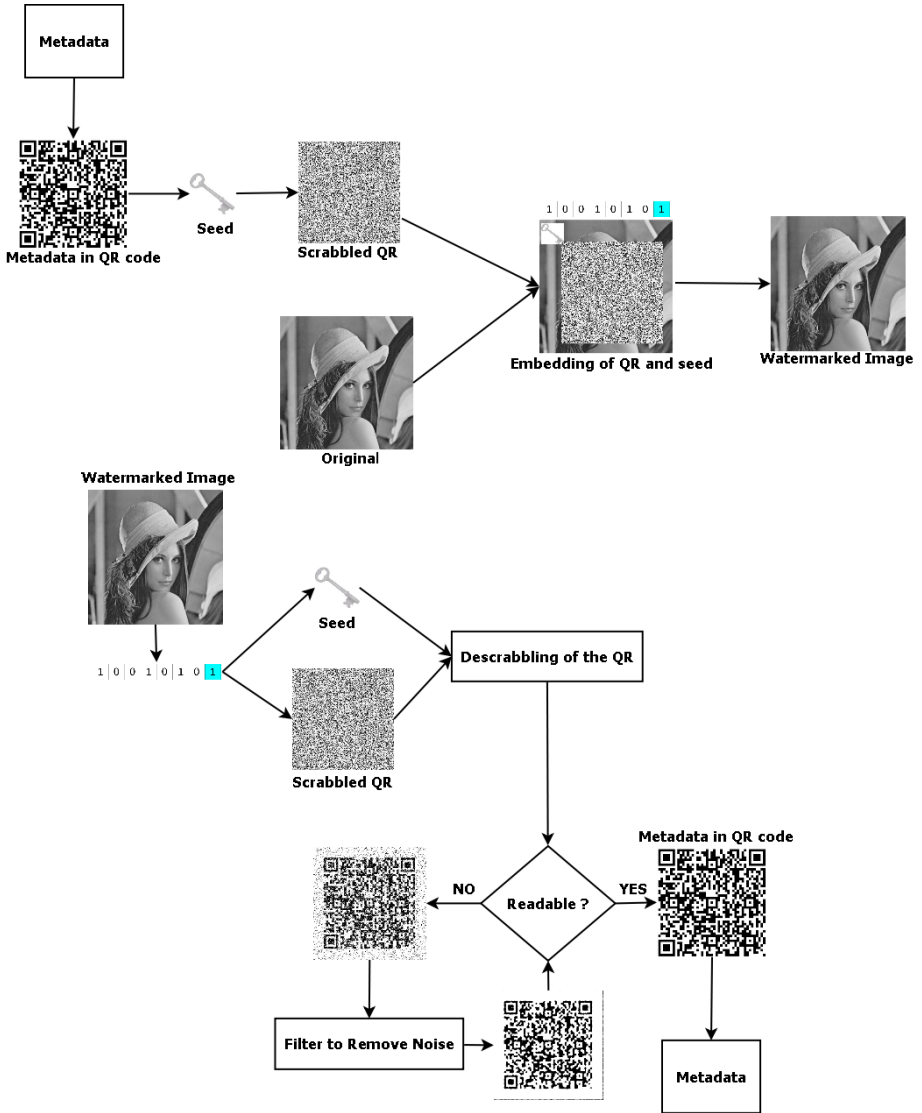 Metadata
Metadata in QR code
Seed
Scrabbled QR
1 0 0 1 0 1 0 1
Original
Embedding of QR and seed
Watermarked Image
Watermarked Image
1 0 0 1 0 1 0 1
Seed
Scrabbled QR
Descrabbling of the QR
Readable ?
NO
YES
Metadata in QR code
Filter to Remove Noise
Metadata